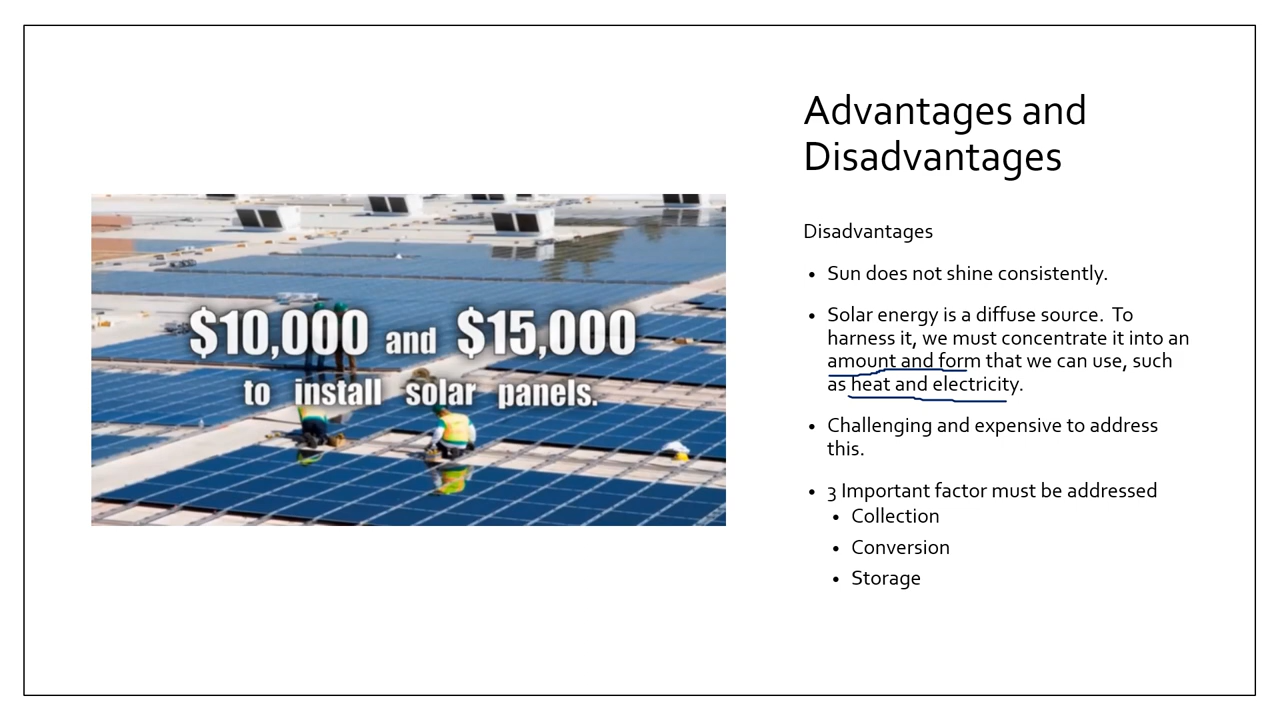 Advantages and
Disadvantages
$10,000 and $15,000
to install solar panels.
Disadvantages
• Sun does not shine consistently.
• Solar energy is a diffuse source.  To
harness it, we must concentrate it into an
amount and form that we can use, such
as heat and electricity.
• Challenging and expensive to address
this.
• 3 Important factor must be addressed
• Collection
• Conversion
• Storage